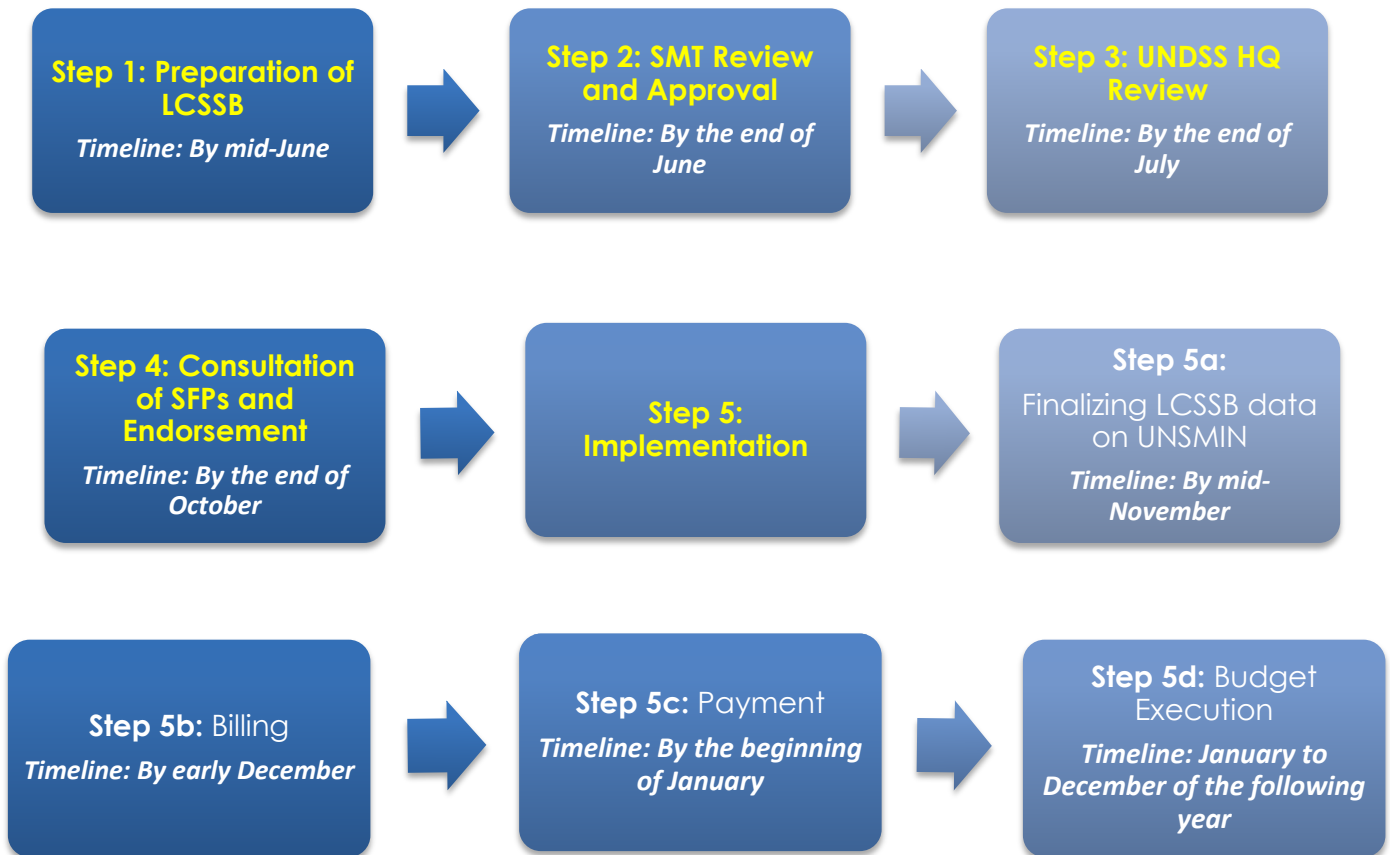 Step 1: Preparation of
LCSSB
Timeline: By mid-June
Step 2: SMT Review
and Approval
Timeline: By the end of
June
Step 3: UNDSS HQ
Review
Timeline: By the end of
July
Step 4: Consultation
of SFPs and
Endorsement
Timeline: By the end of
October
Step 5:
Implementation
Step 5a:
Finalizing LCSSB data
on UNSMIN
Timeline: By mid-
November
Step 5b: Billing
Timeline: By early December
Step 5c: Payment
Timeline: By the beginning
of January
Step 5d: Budget
Execution
Timeline: January to
December of the following
year